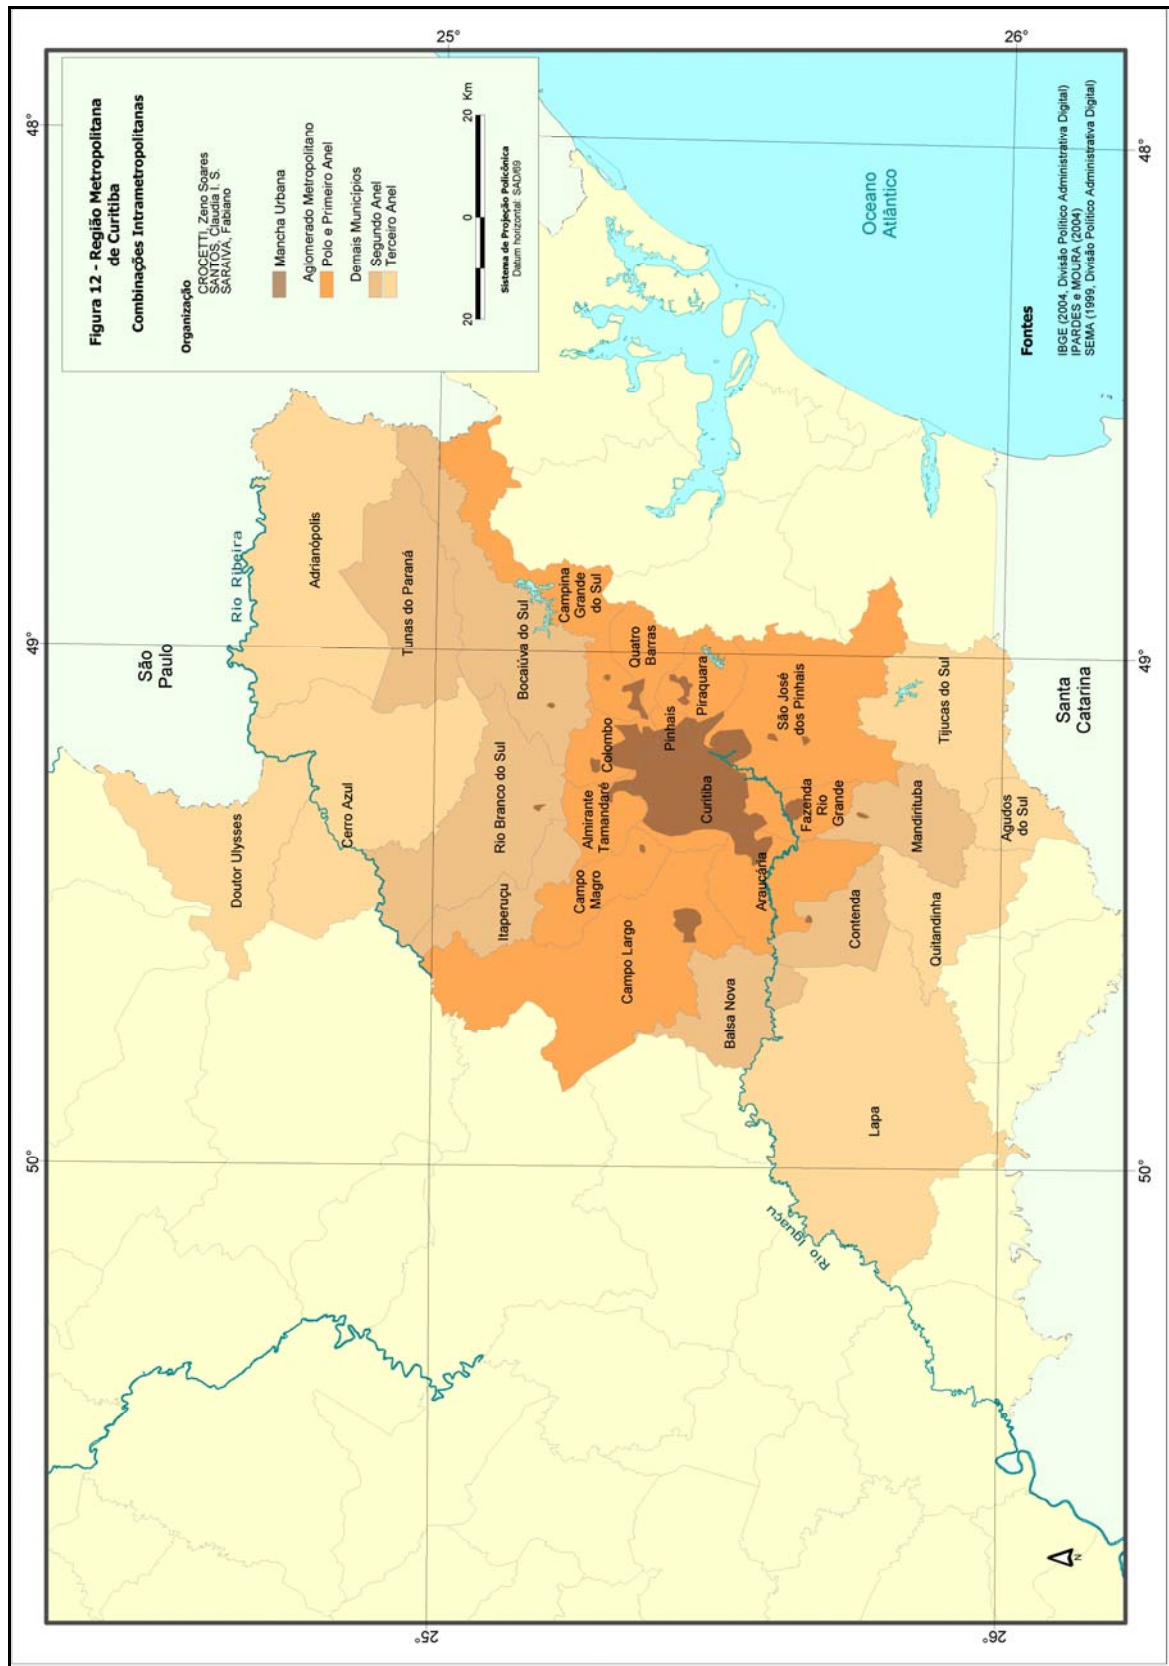 Figura 12 - Região Metropolitana
de Curitiba
Combinações Intrametropolitanas
Organização
CROCETTI, Zeno Soares
SANTOS, Claudia I. S.
SARAIVA, Fabiano
Mancha Urbana
Aglomerado Metropolitano
Polo e Primeiro Anel
Demais Municípios
Segundo Anel
Terceiro Anel
20 0 20 Km
Sistema de Projeção Policônica
Datum horizontal: SAD/69
50° 49° 48°
25° 25°
26° 26°
50° 49° 48°
São
Paulo
Rio Ribeira
Doutor Ulysses
Adrianópolis
Cerro Azul
Tunas do Paraná
Itaperuçu
Rio Branco do Sul
Bocaiúva do Sul
Campo
Magro
Almirante
Tamandaré
Colombo
Campina
Grande
do Sul
Campo Largo
Quatro
Barras
Pinhais
Piraquara
Curitiba
Balsa Nova
Araucária
São José
dos Pinhais
Fazenda
Rio
Grande
Contenda
Lapa
Mandirituba
Quitandinha
Tijucas do Sul
Agudos
do Sul
Rio Iguaçu
Santa
Catarina
Oceano
Atlântico
Fontes
IBGE (2004, Divisão Político Administrativa Digital)
IPARDES e MOURA (2004)
SEMA (1999, Divisão Político Administrativa Digital)
N